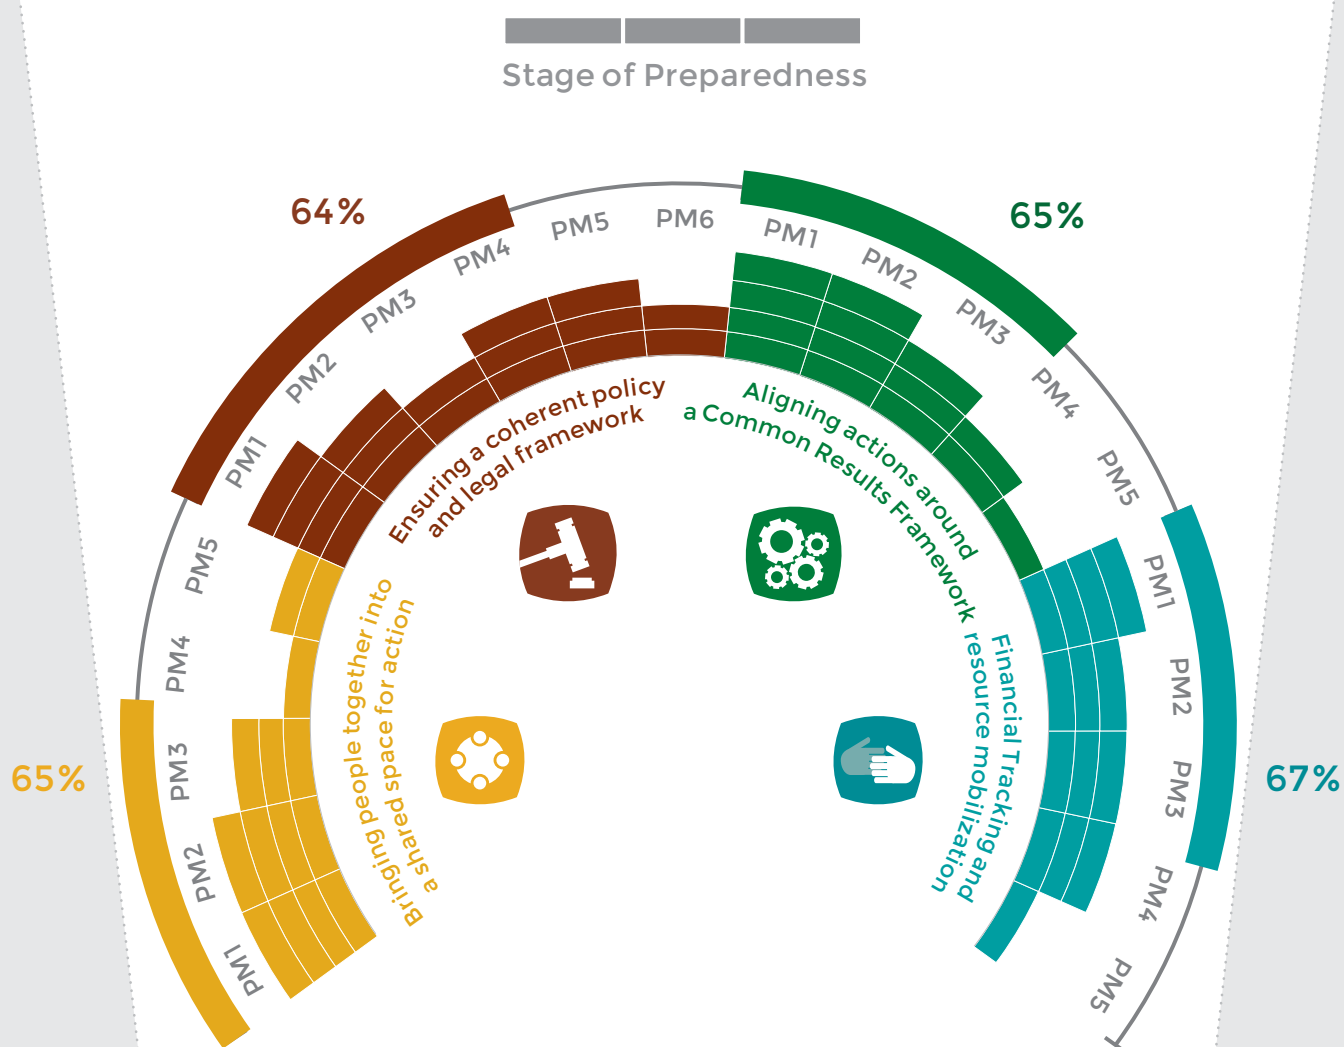 Stage of Preparedness
64%
65%
PM1
PM2
PM3
PM4
PM5
PM6
PM1
PM2
PM3
PM4
PM5
Ensuring a coherent policy
and legal framework
Aligning actions around
a Common Results Framework
65%
PM1
PM2
PM3
PM4
PM5
Bringing people together into
a shared space for action
67%
PM1
PM2
PM3
PM4
PM5
Financial Tracking and
resource mobilization